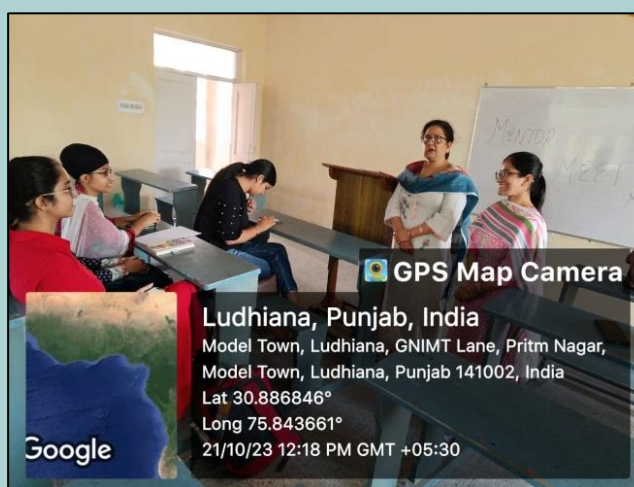 MENTOR
MEET
GPS Map Camera
Ludhiana, Punjab, India
Model Town, Ludhiana, GNIMT Lane, Pritm Nagar,
Model Town, Ludhiana, Punjab 141002, India
Lat 30.886846°
Long 75.843661°
21/10/23 12:18 PM GMT +05:30
Google